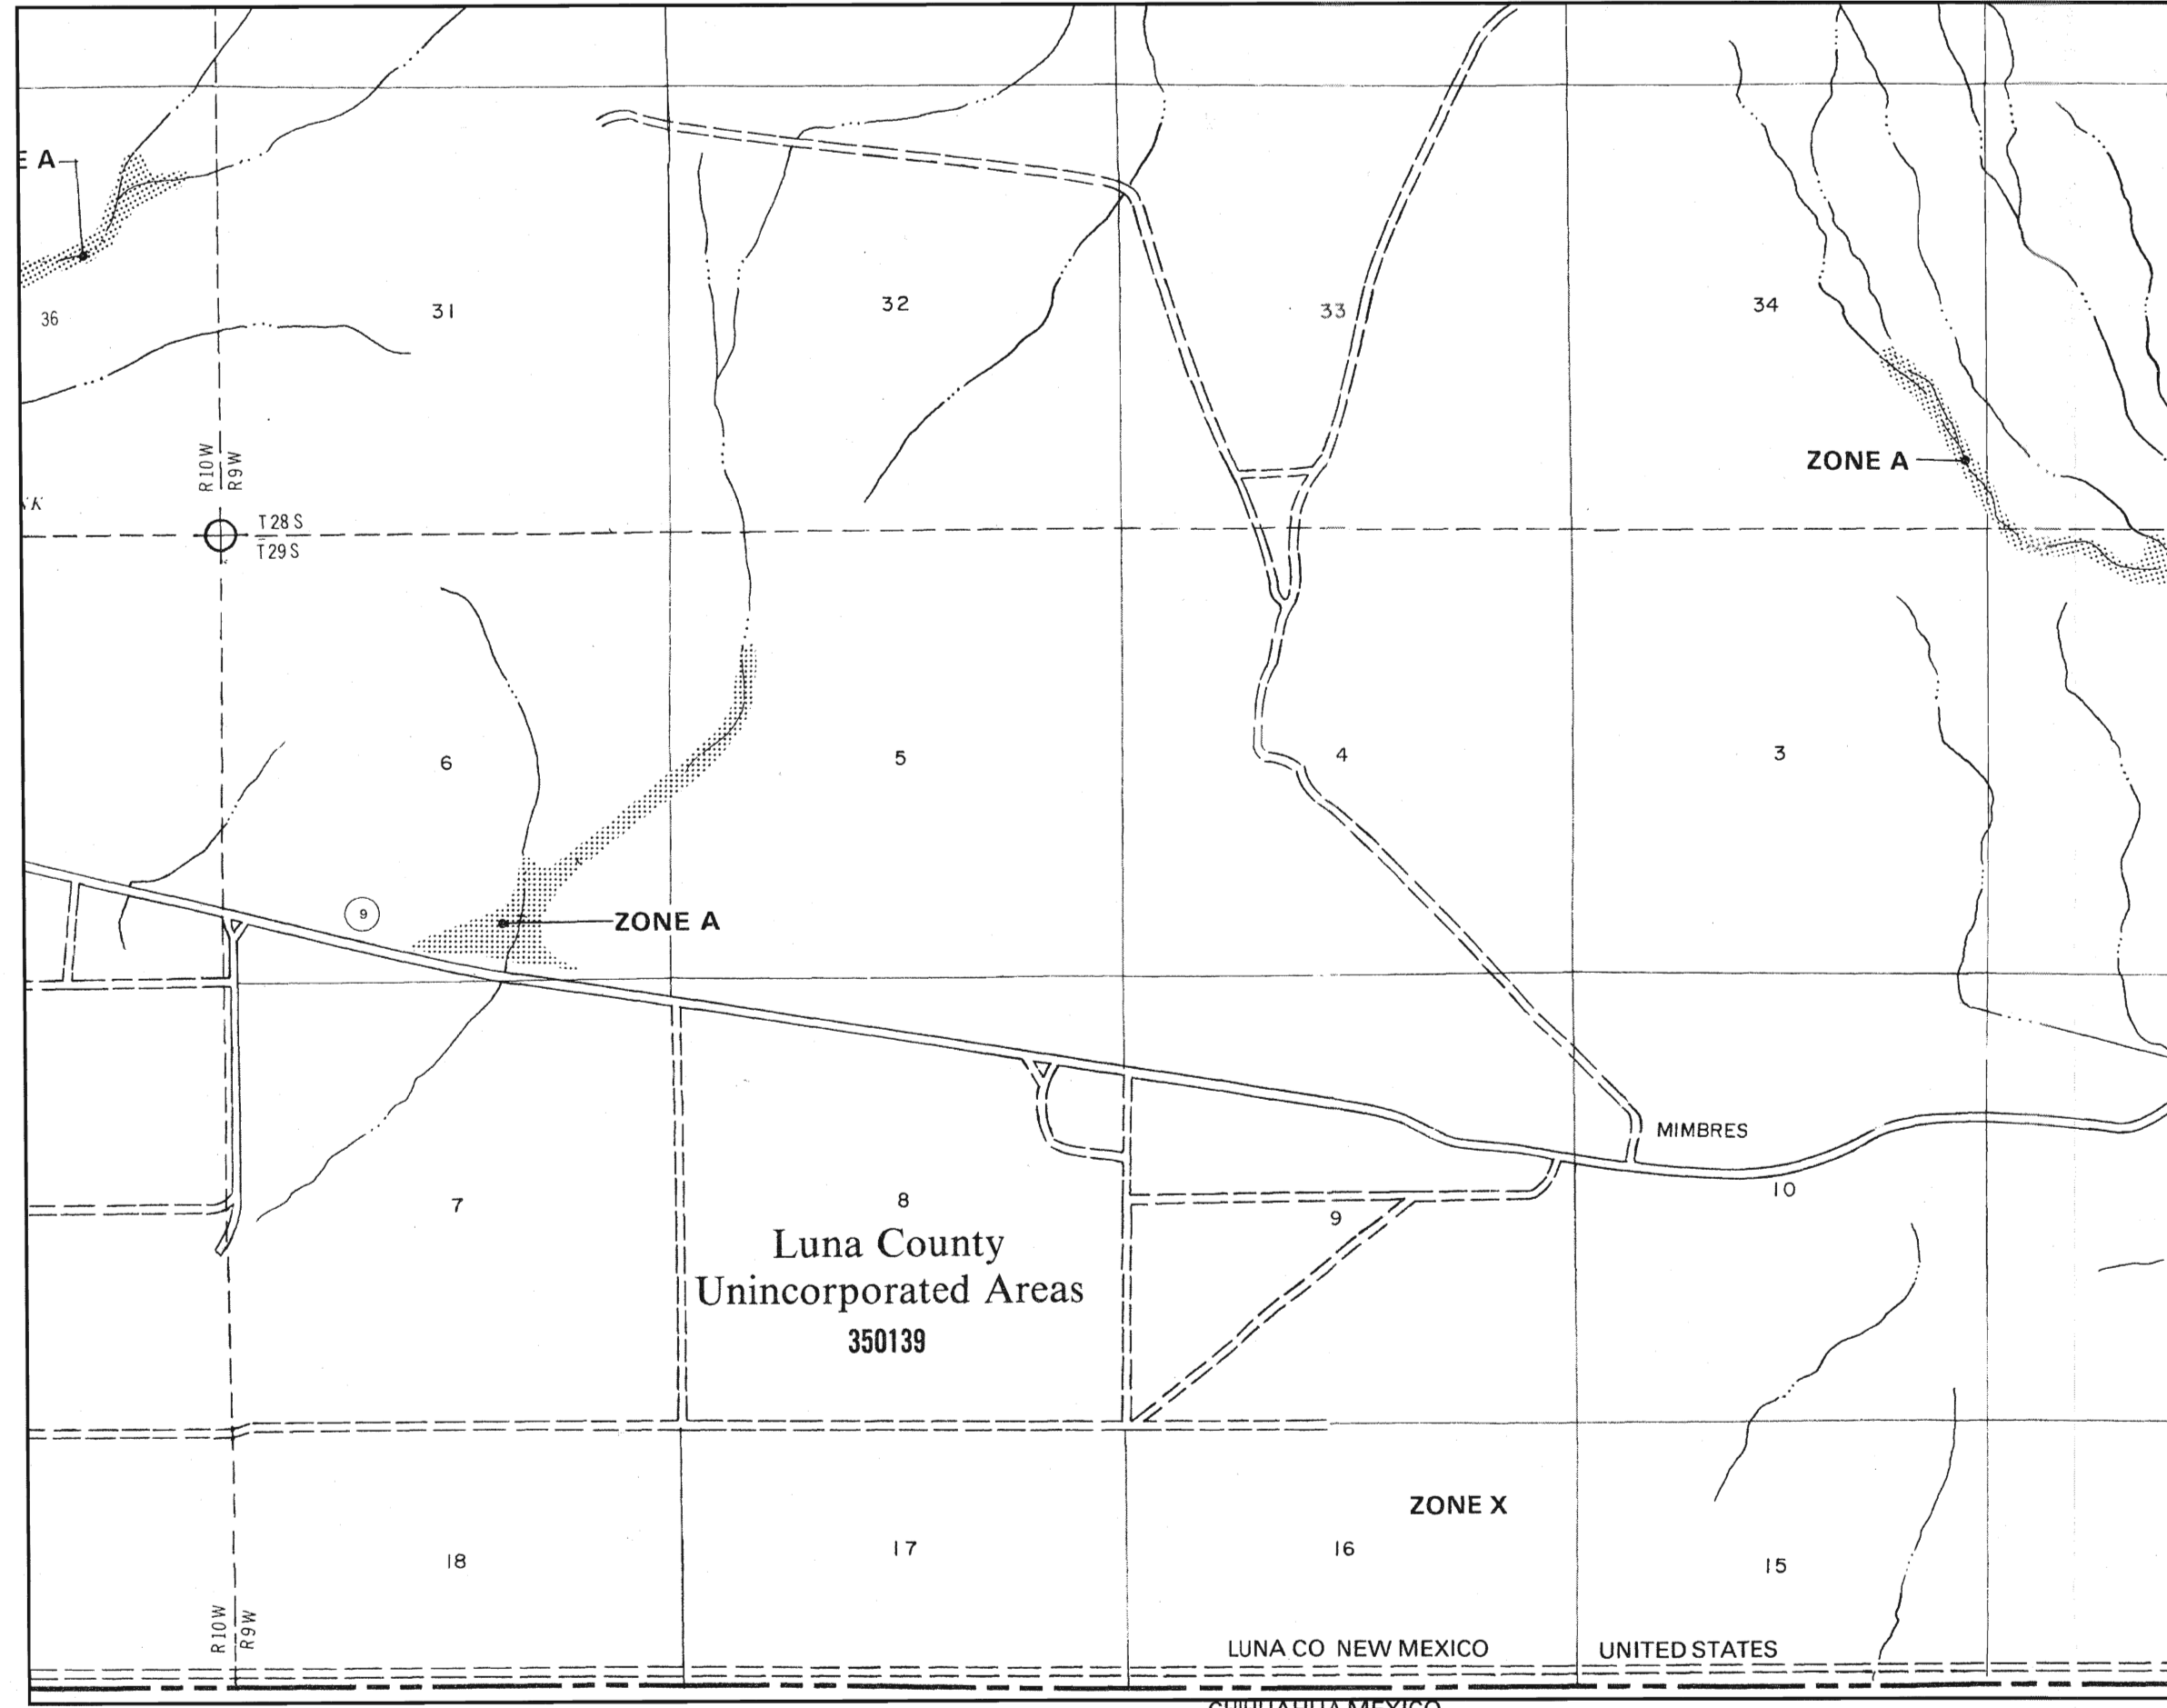 E A
36
31
32
33
34
R10W
R9W
ZONE A
T28S
T29S
6
5
4
3
9
ZONE A
MIMBRES
7
8
9
10
Luna County
Unincorporated Areas
350139
ZONE X
18
17
16
15
R10W
R9W
LUNA CO NEW MEXICO
UNITED STATES
CHIHUAHUA MEXICO